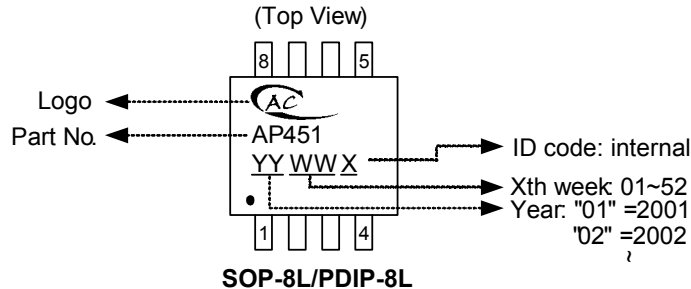 (Top View)
8 5
Logo
AC
Part No.
AP451
YY WW X
ID code: internal
Xth week: 01~52
Year: "01" =2001
"02" =2002
~
1 4
SOP-8L/PDIP-8L